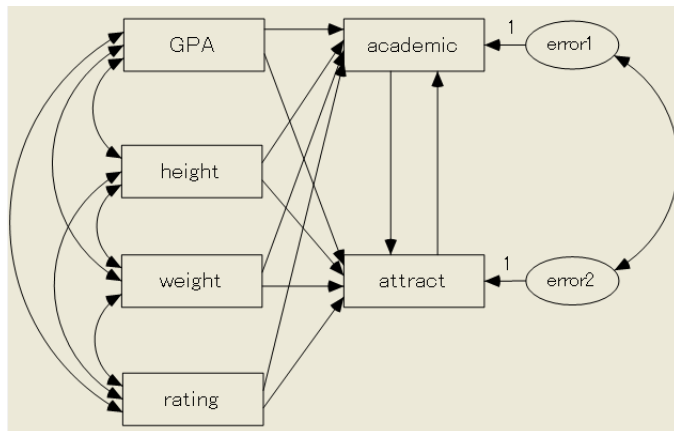 GPA
academic
1
error1
height
weight
attract
1
error2
rating